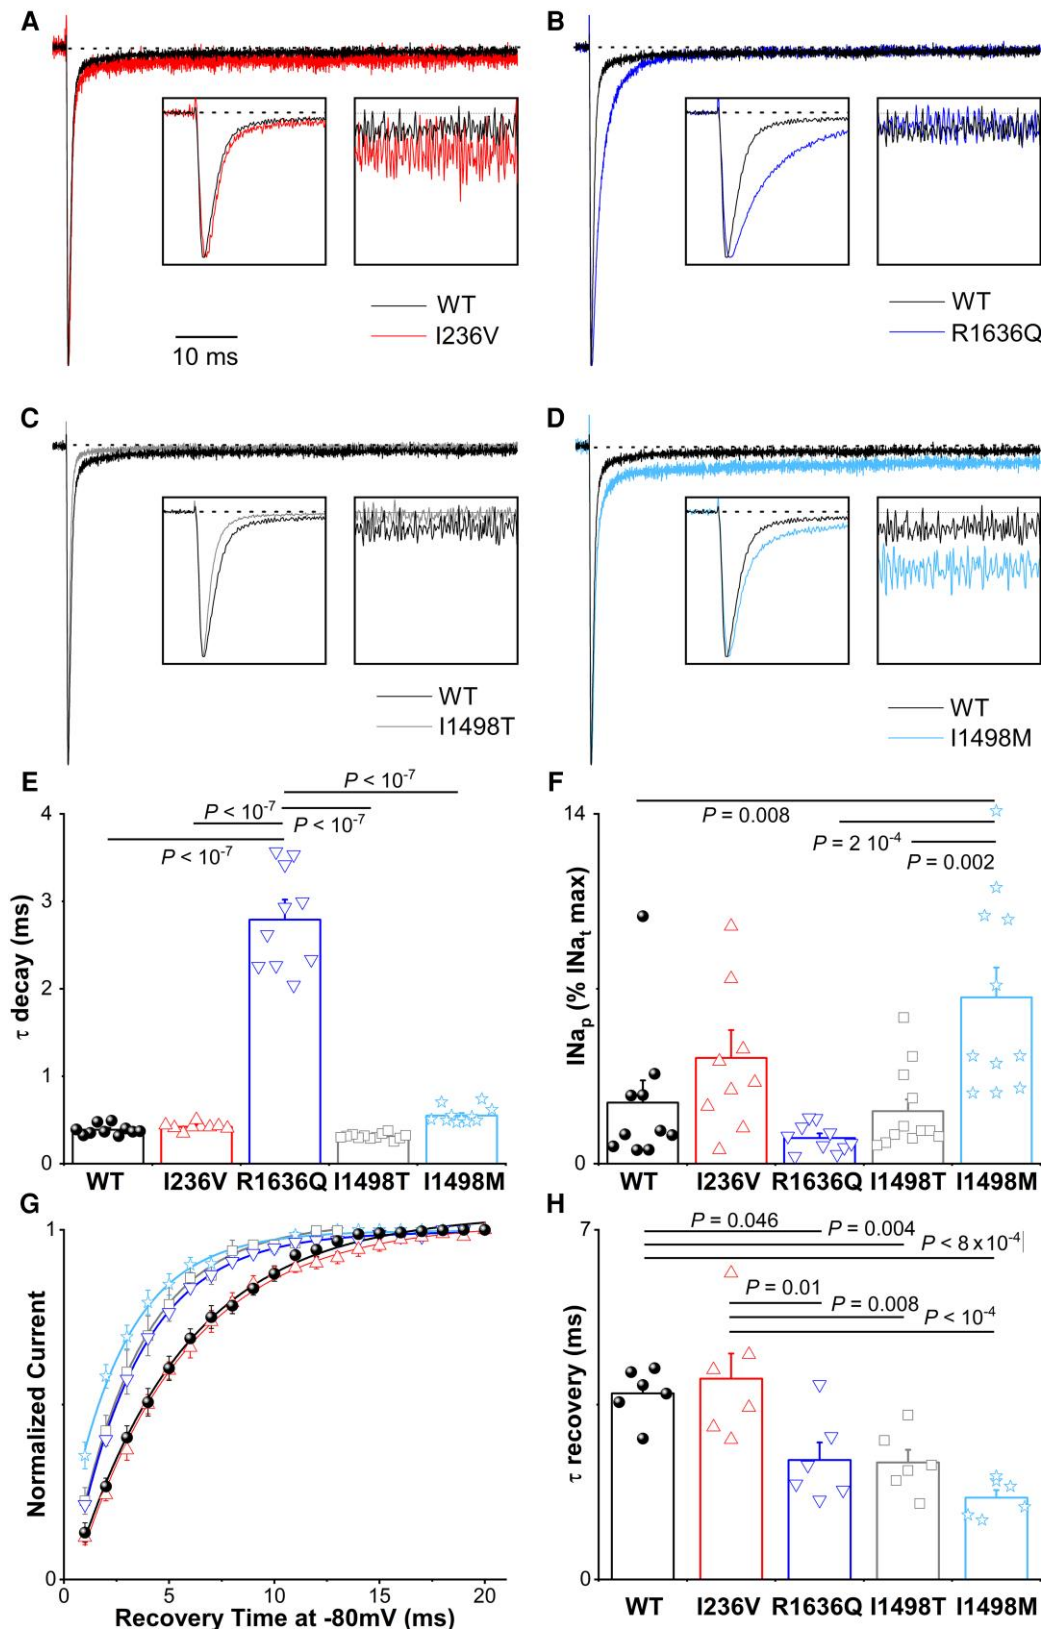 A
B
WT
I236V
10 ms
WT
R1636Q
C
D
WT
I1498T
WT
I1498M
E
P < 10-7
P < 10-7
P < 10-7
P < 10-7
4
3
2
1
0
τ decay (ms)
WT I236V R1636Q I1498T I1498M
F
14
P = 0.008
P = 2 10-4
P = 0.002
INap (% INat max)
0
WT I236V R1636Q I1498T I1498M
G
1
Normalized Current
0
0 5 10 15 20
Recovery Time at -80mV (ms)
H
7
P = 0.046
P = 0.004
P < 8 x 10-4
P = 0.01
P = 0.008
P < 10-4
τ recovery (ms)
0
WT I236V R1636Q I1498T I1498M